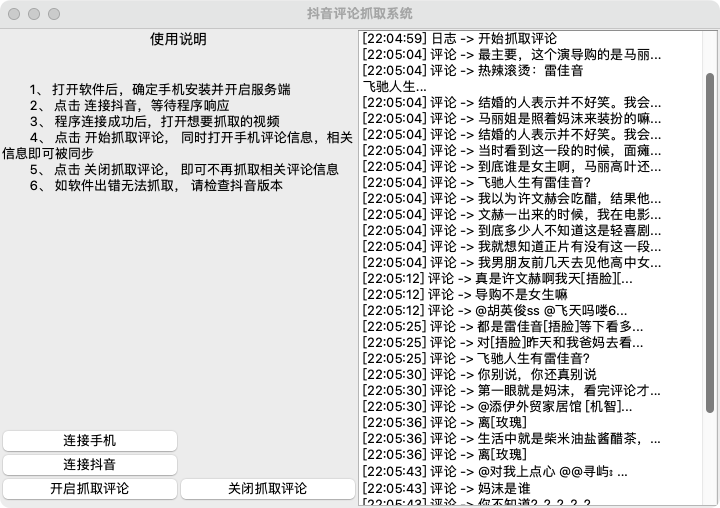 抖音评论抓取系统
使用说明
1、 打开软件后，确定手机安装并开启服务端
2、 点击 连接抖音，等待程序响应
3、 程序连接成功后，打开想要抓取的视频
4、 点击 开始抓取评论， 同时打开手机评论信息，相关
信息即可被同步
5、 点击 关闭抓取评论， 即可不再抓取相关评论信息
6、 如软件出错无法抓取， 请检查抖音版本
连接手机
连接抖音
开启抓取评论
关闭抓取评论
[22:04:59] 日志 -> 开始抓取评论
[22:05:04] 评论 -> 最主要，这个演导购的是马丽...
[22:05:04] 评论 -> 热辣滚烫：雷佳音
飞驰人生...
[22:05:04] 评论 -> 结婚的人表示并不好笑。我会...
[22:05:04] 评论 -> 马丽姐是照着妈沫来装扮的嘛...
[22:05:04] 评论 -> 结婚的人表示并不好笑。我会...
[22:05:04] 评论 -> 当时看到这一段的时候，面瘫...
[22:05:04] 评论 -> 到底谁是女主啊，马丽高叶还...
[22:05:04] 评论 -> 飞驰人生有雷佳音？
[22:05:04] 评论 -> 我以为许文赫会吃醋，结果他...
[22:05:04] 评论 -> 文赫一出来的时候，我在电影...
[22:05:04] 评论 -> 到底多少人不知道这是轻喜剧...
[22:05:04] 评论 -> 我就想知道正片有没有这一段...
[22:05:04] 评论 -> 我男朋友前几天去见他高中女...
[22:05:12] 评论 -> 真是许文赫啊我天[捂脸][...
[22:05:12] 评论 -> 导购不是女生嘛
[22:05:12] 评论 -> @胡英俊ss @飞天吗喽6...
[22:05:25] 评论 -> 都是雷佳音[捂脸]等下看多...
[22:05:25] 评论 -> 对[捂脸]昨天和我爸妈去看...
[22:05:25] 评论 -> 飞驰人生有雷佳音？
[22:05:30] 评论 -> 你别说，你还真别说
[22:05:30] 评论 -> 第一眼就是妈沫，看完评论才...
[22:05:30] 评论 -> @添伊外贸家居馆 [机智]...
[22:05:36] 评论 -> 离[玫瑰]
[22:05:36] 评论 -> 生活中就是柴米油盐酱醋茶，...
[22:05:36] 评论 -> 离[玫瑰]
[22:05:43] 评论 -> @对我上点心 @@寻屿 ...
[22:05:43] 评论 -> 妈沫是谁
[22:05:43] 评论 -> 你不知道？？？？？